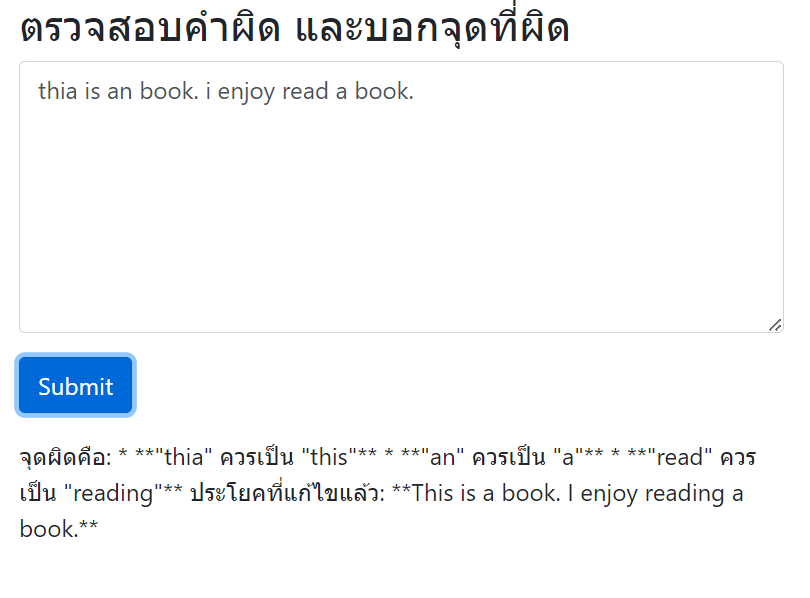 ตรวจสอบคำผิด และบอกจุดที่ผิด
thia is an book. i enjoy read a book.
Submit
จุดผิดคือ: * **"thia" ควรเป็น "this"** * **"an" ควรเป็น "a"** * **"read" ควร
เป็น "reading"** ประโยคที่แก้ไขแล้ว: **This is a book. I enjoy reading a
book.**